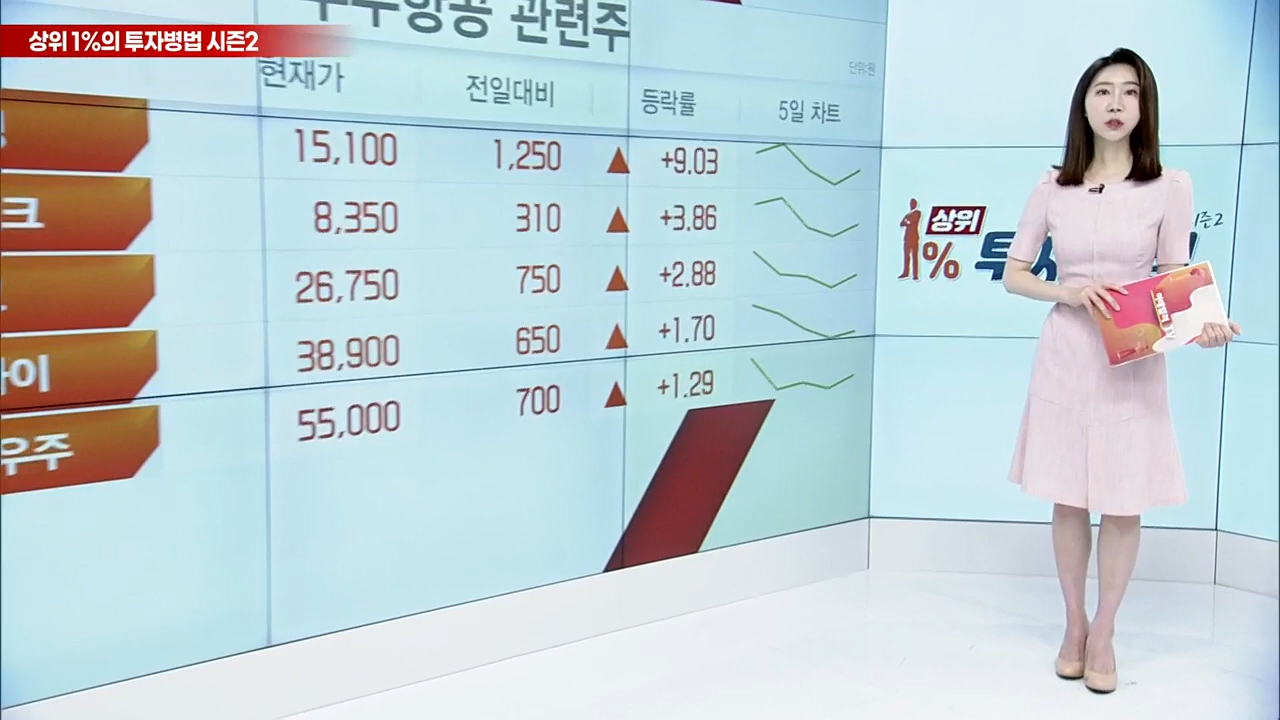 상위 1%의 투자병법 시즌2
관련주
단위:원
현재가 전일대비 등락률 5일 차트
15,100 1,250 ▲ +9.03
크 8,350 310 ▲ +3.86
26,750 750 ▲ +2.88
이 38,900 650 ▲ +1.70
우주 55,000 700 ▲ +1.29
상위
1% 투